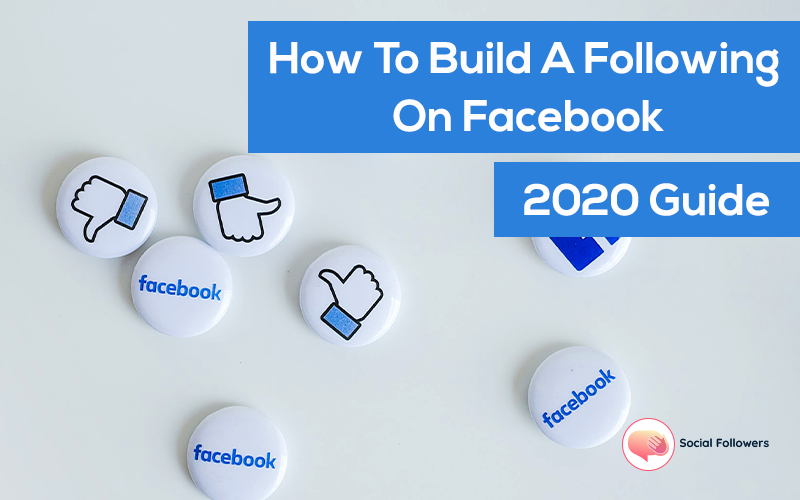 How To Build A Following
On Facebook
2020 Guide
facebook
facebook
facebook
Social Followers